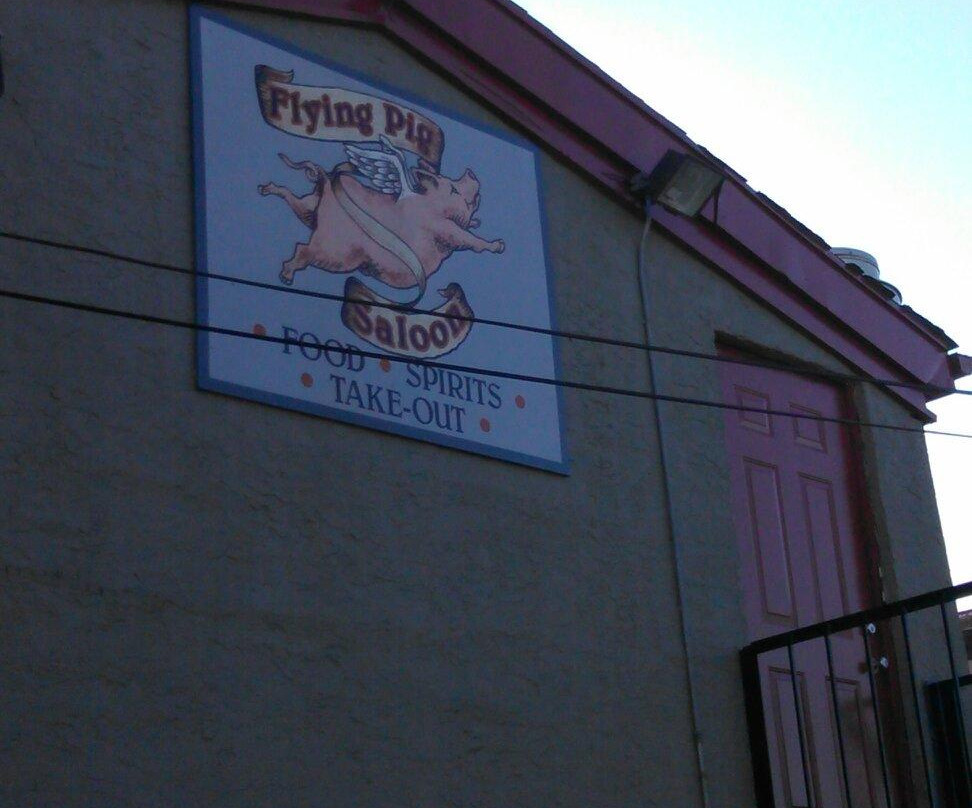 Flying Pig
Saloon
FOOD • SPIRITS •
• TAKE-OUT •